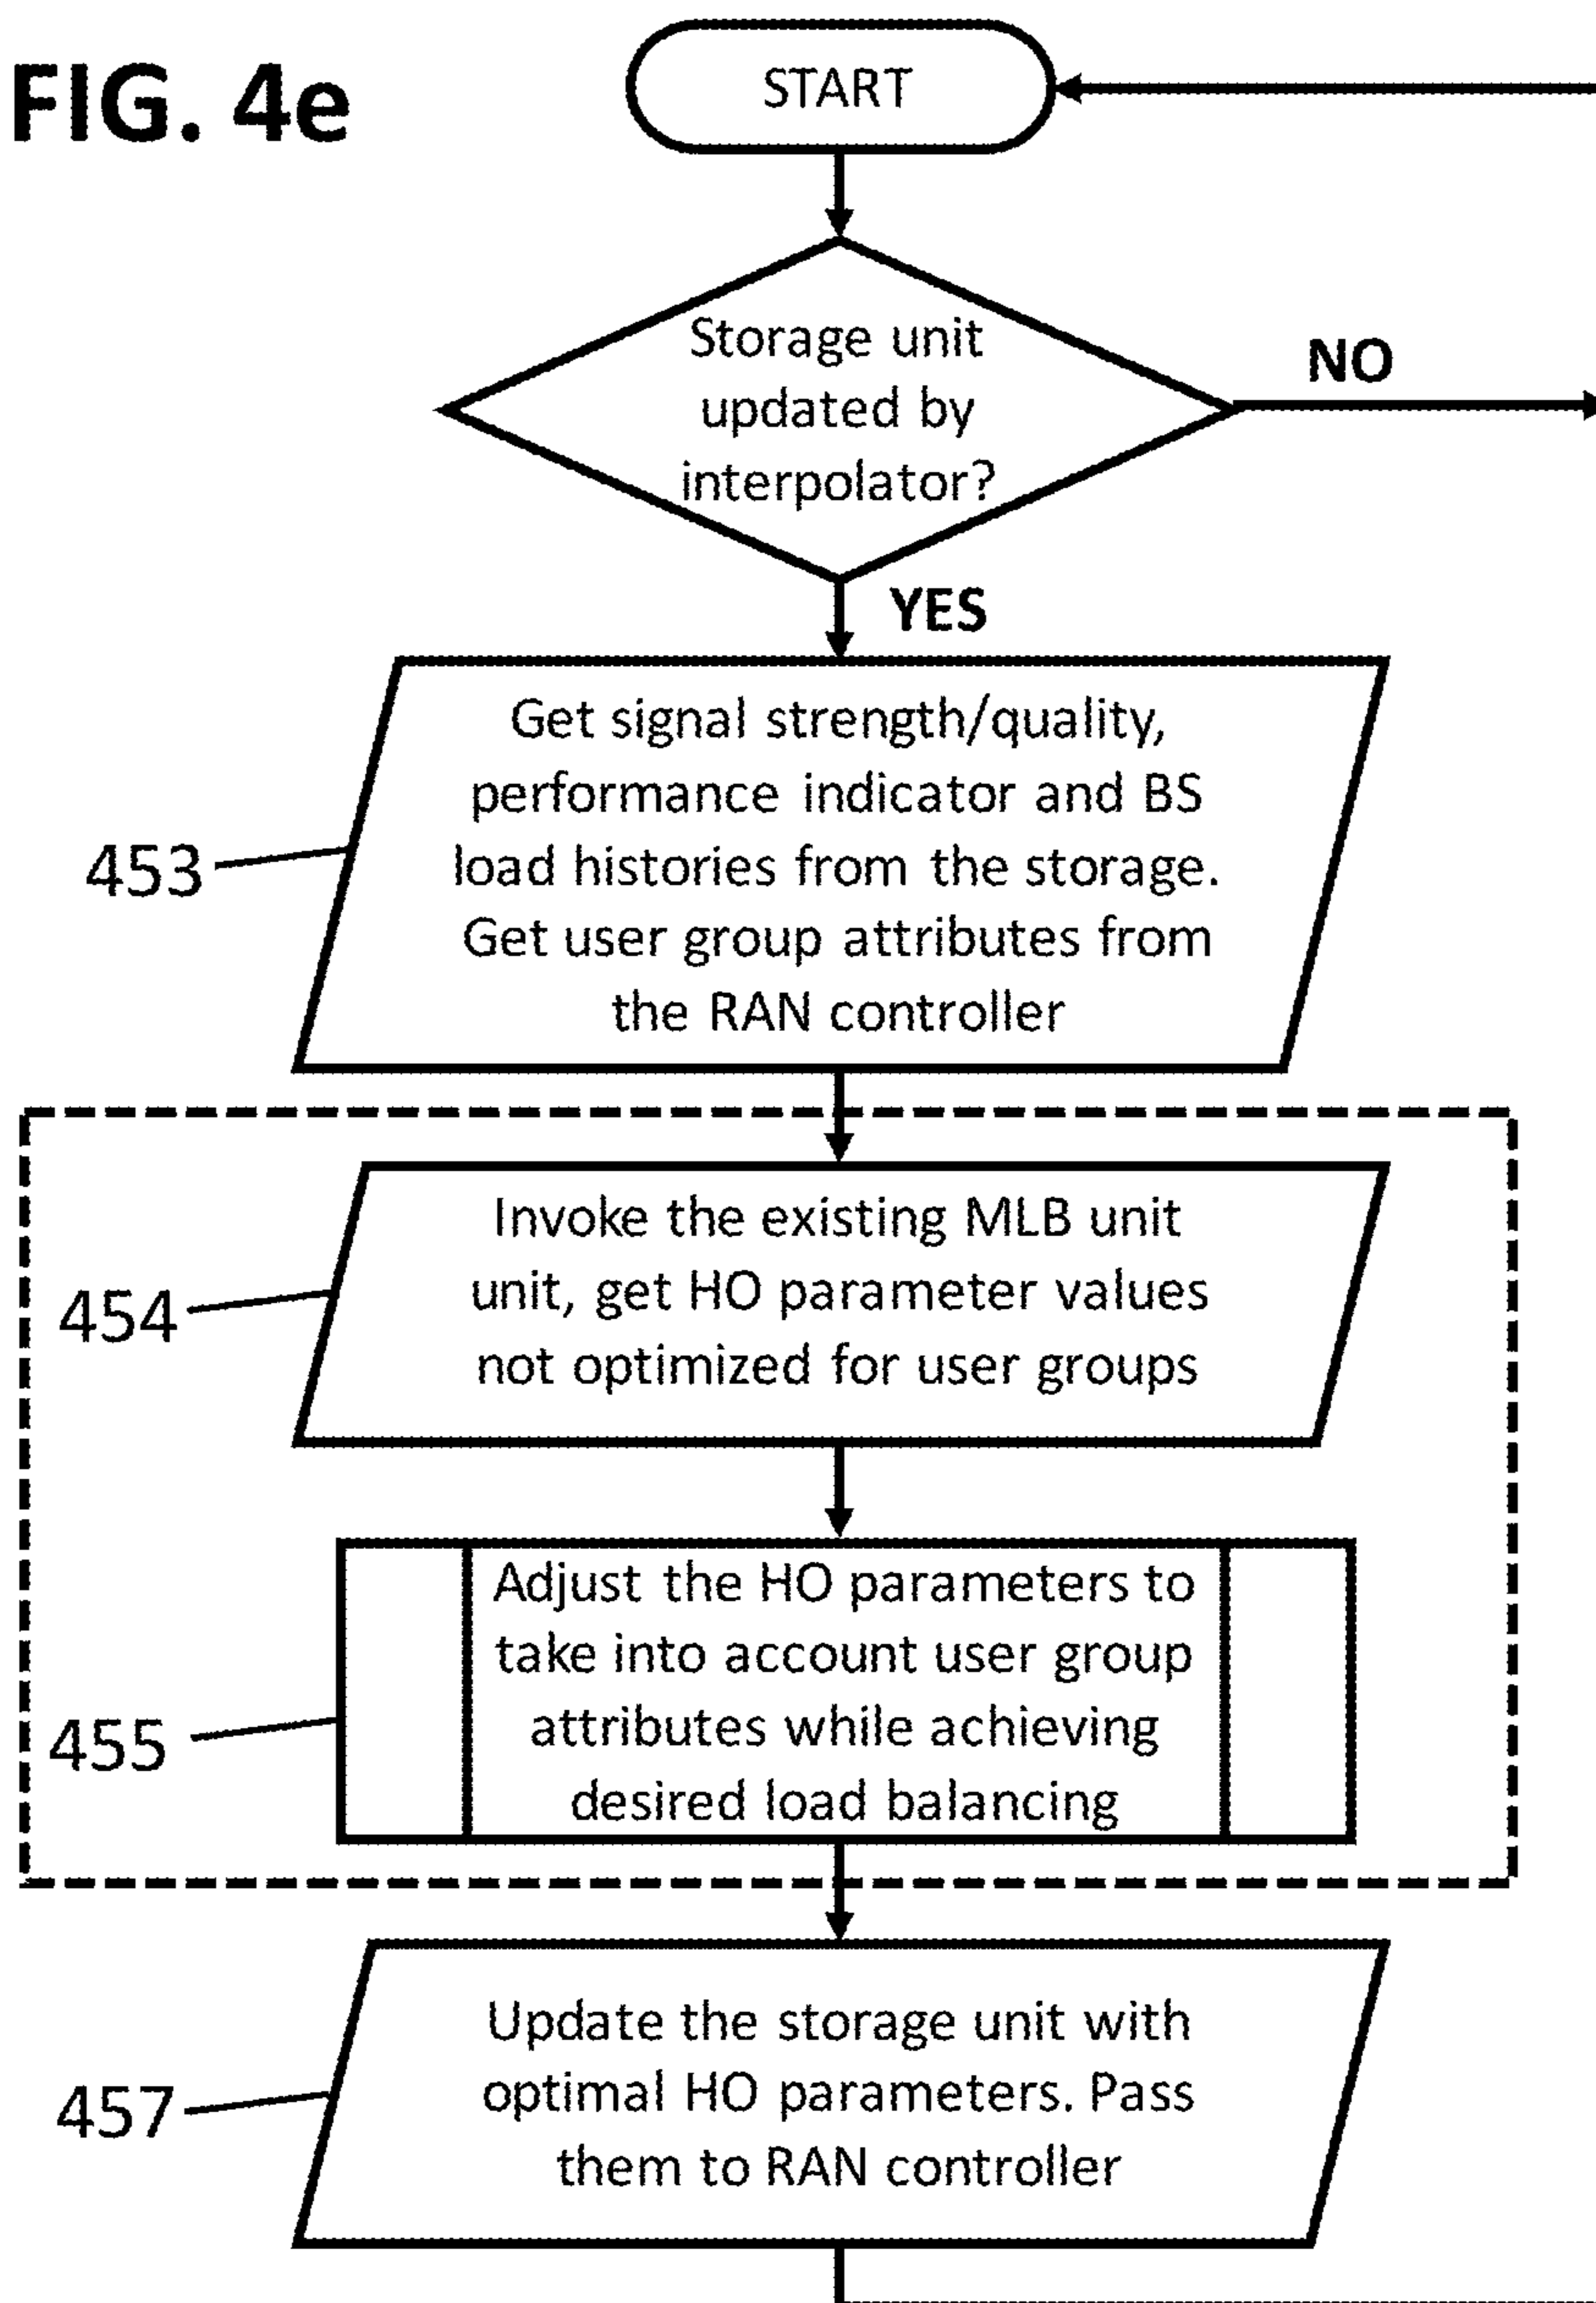 FIG. 4e
START
Storage unit
updated by
interpolator?
NO
YES
Get signal strength/quality,
performance indicator and BS
load histories from the storage.
Get user group attributes from
the RAN controller
453
Invoke the existing MLB unit
unit, get HO parameter values
not optimized for user groups
454
Adjust the HO parameters to
take into account user group
attributes while achieving
desired load balancing
455
Update the storage unit with
optimal HO parameters. Pass
them to RAN controller
457